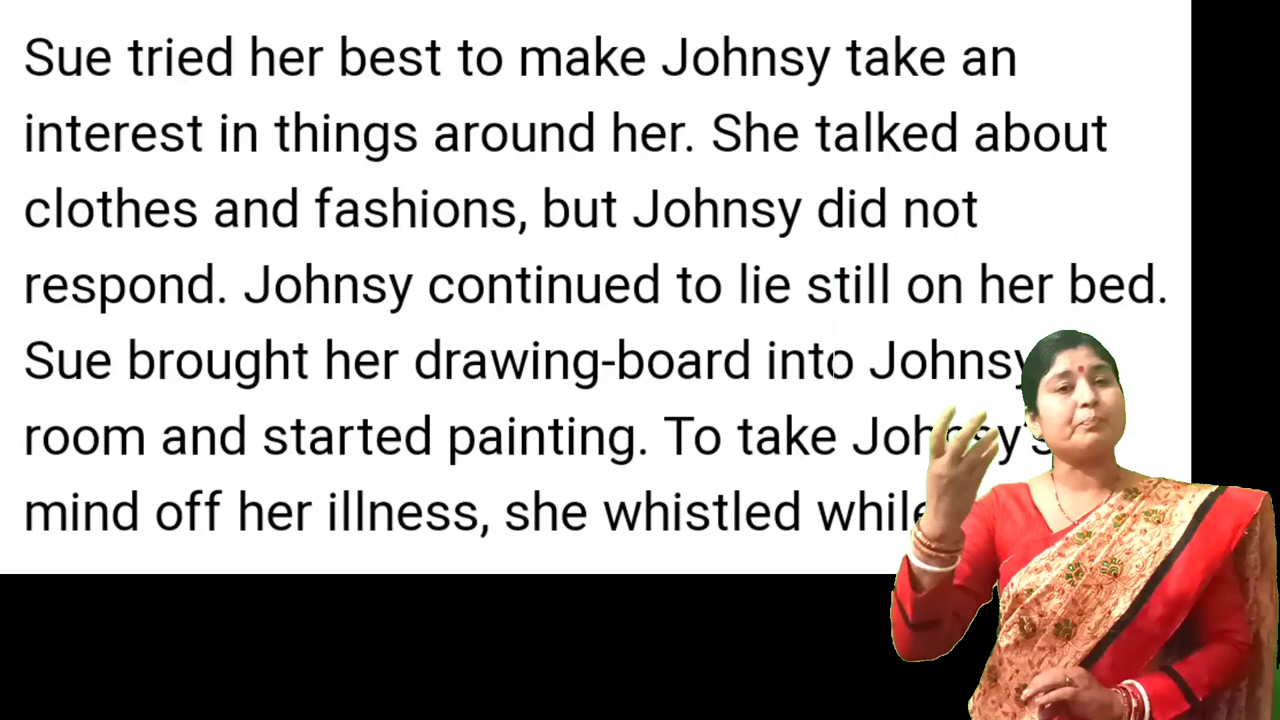 Sue tried her best to make Johnsy take an
interest in things around her. She talked about
clothes and fashions, but Johnsy did not
respond. Johnsy continued to lie still on her bed.
Sue brought her drawing-board into Johnsy
room and started painting. To take Johnsy's
mind off her illness, she whistled while